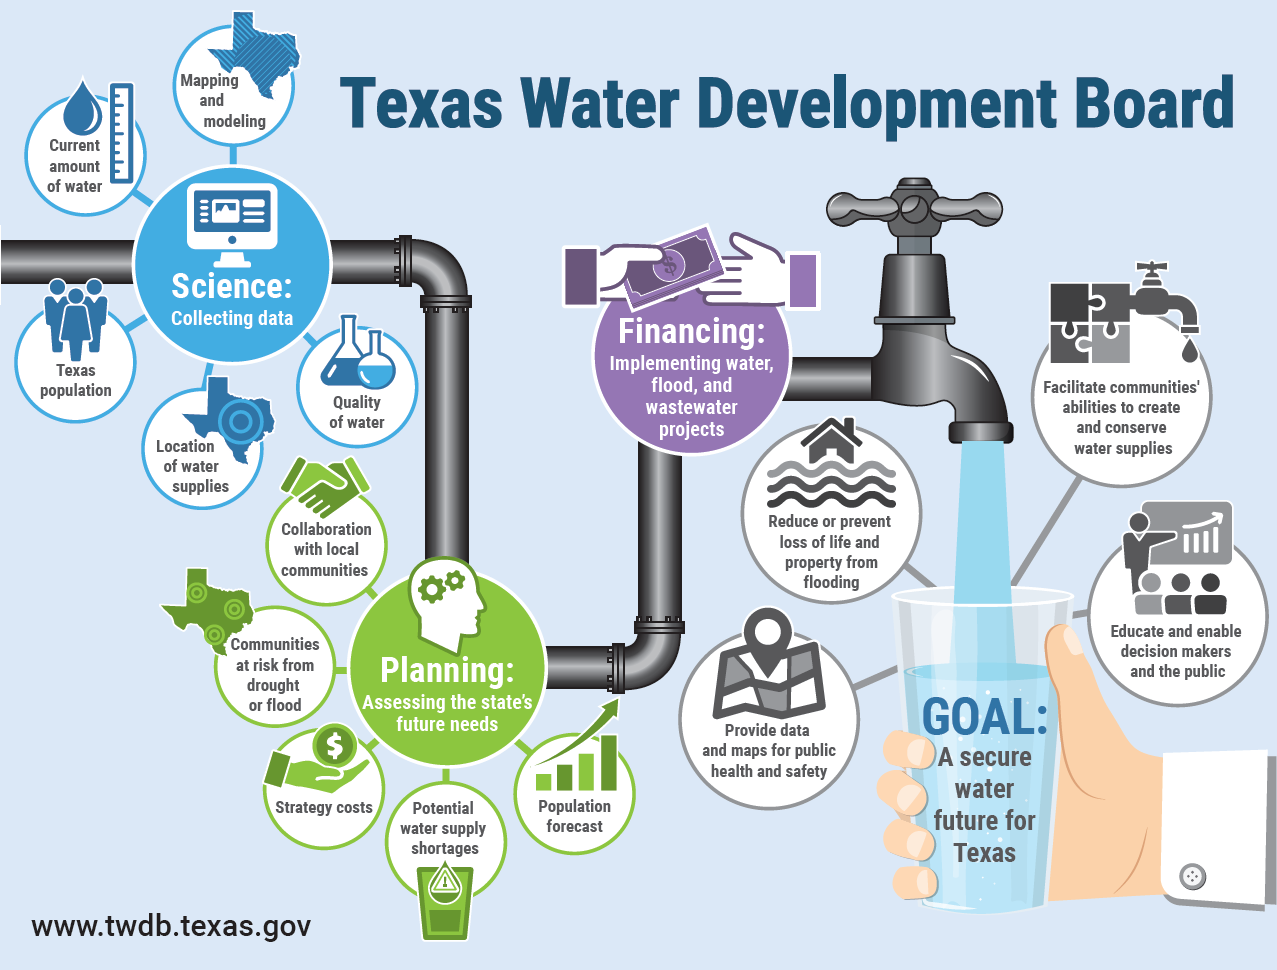 Texas Water Development Board
Mapping
and
modeling
Current
amount
of water
Science:
Collecting data
Texas
population
Location
of water
supplies
Quality
of water
Collaboration
with local
communities
Communities
at risk from
drought
or flood
Planning:
Assessing the state's
future needs
$
Strategy costs
Potential
water supply
shortages
!
Population
forecast
$
Financing:
Implementing water,
flood, and
wastewater
projects
Reduce or prevent
loss of life and
property from
flooding
Provide data
and maps for public
health and safety
Facilitate communities'
abilities to create
and conserve
water supplies
Educate and enable
decision makers
and the public
GOAL:
A secure
water
future for
Texas
www.twdb.texas.gov